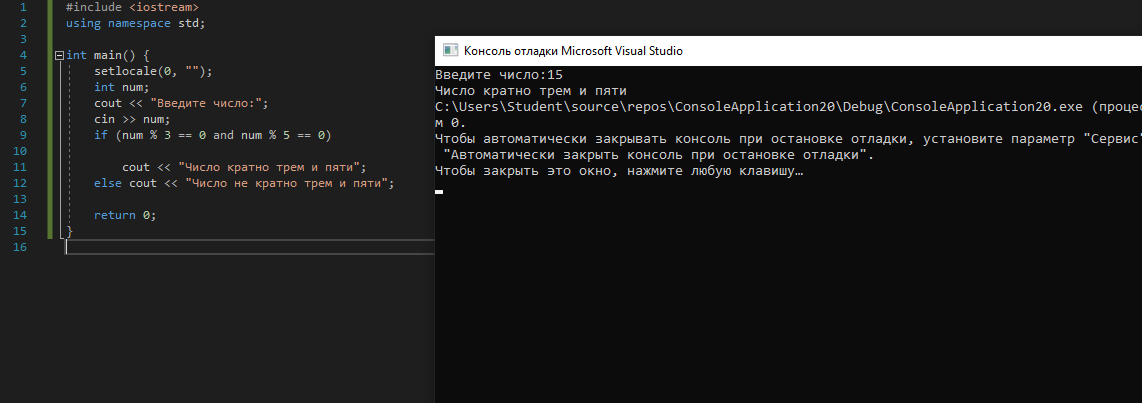 1 #include <iostream>
2 using namespace std;
3
4 int main() {
5 setlocale(0, "");
6 int num;
7 cout << "Введите число:";
8 cin >> num;
9 if (num % 3 == 0 and num % 5 == 0)
10
11 cout << "Число кратно трем и пяти";
12 else cout << "Число не кратно трем и пяти";
13
14 return 0;
15 }
16
Консоль отладки Microsoft Visual Studio
Введите число:15
Число кратно трем и пяти
C:\Users\Student\source\repos\ConsoleApplication20\Debug\ConsoleApplication20.exe (процес
м 0.
Чтобы автоматически закрывать консоль при остановке отладки, установите параметр "Сервис"
"Автоматически закрыть консоль при остановке отладки".
Чтобы закрыть это окно, нажмите любую клавишу…